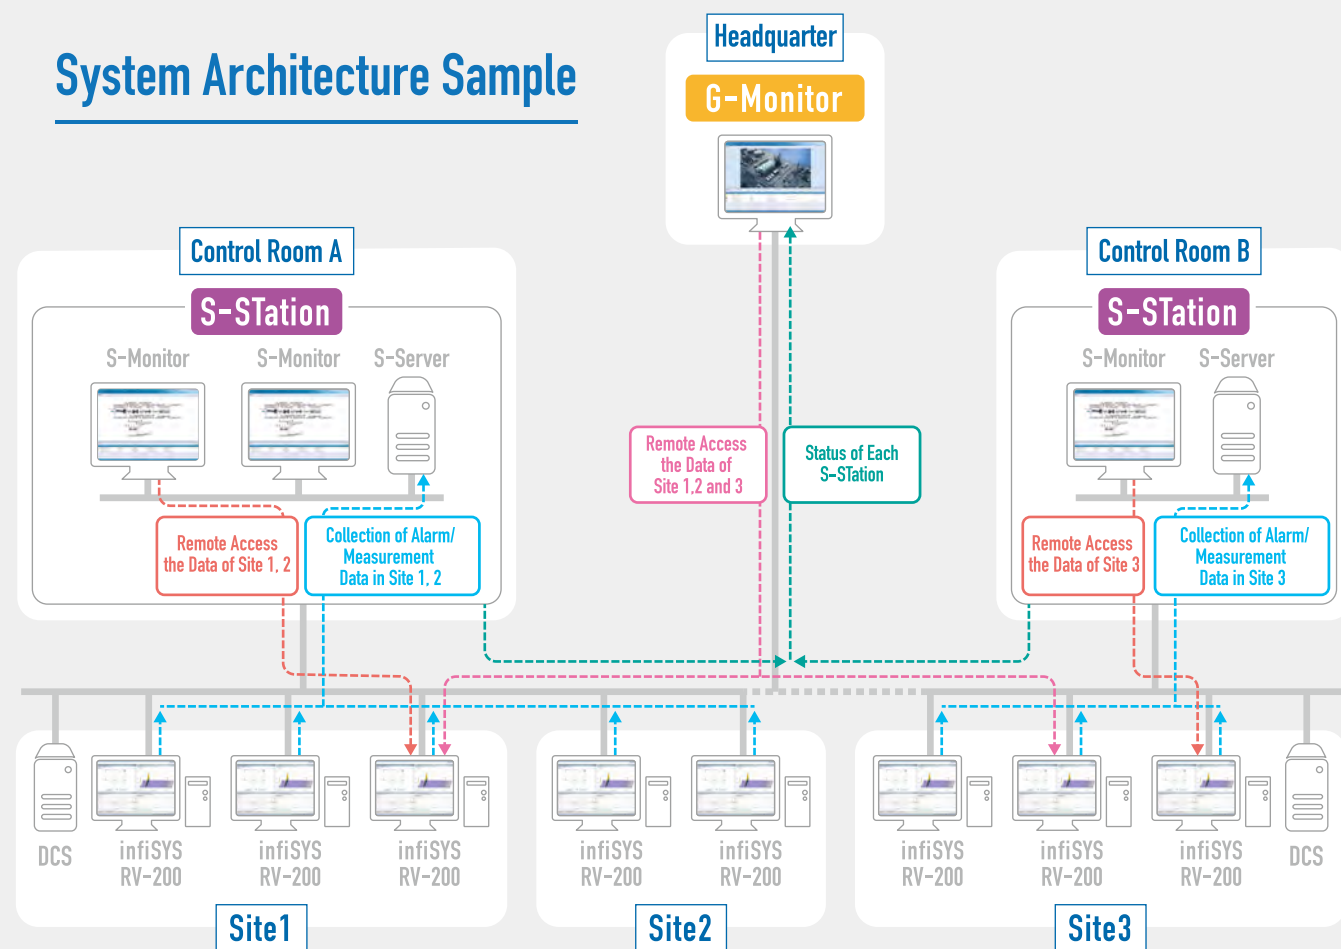 System Architecture Sample
Headquarter
G-Monitor
Control Room A
S-STation
S-Monitor
S-Monitor
S-Server
Remote Access
the Data of Site 1, 2
Collection of Alarm/
Measurement
Data in Site 1, 2
Remote Access
the Data of
Site 1,2 and 3
Status of Each
S-STation
Control Room B
S-STation
S-Monitor
S-Server
Remote Access
the Data of Site 3
Collection of Alarm/
Measurement
Data in Site 3
DCS
infiSYS
RV-200
infiSYS
RV-200
infiSYS
RV-200
Site1
infiSYS
RV-200
infiSYS
RV-200
Site2
infiSYS
RV-200
infiSYS
RV-200
infiSYS
RV-200
DCS
Site3